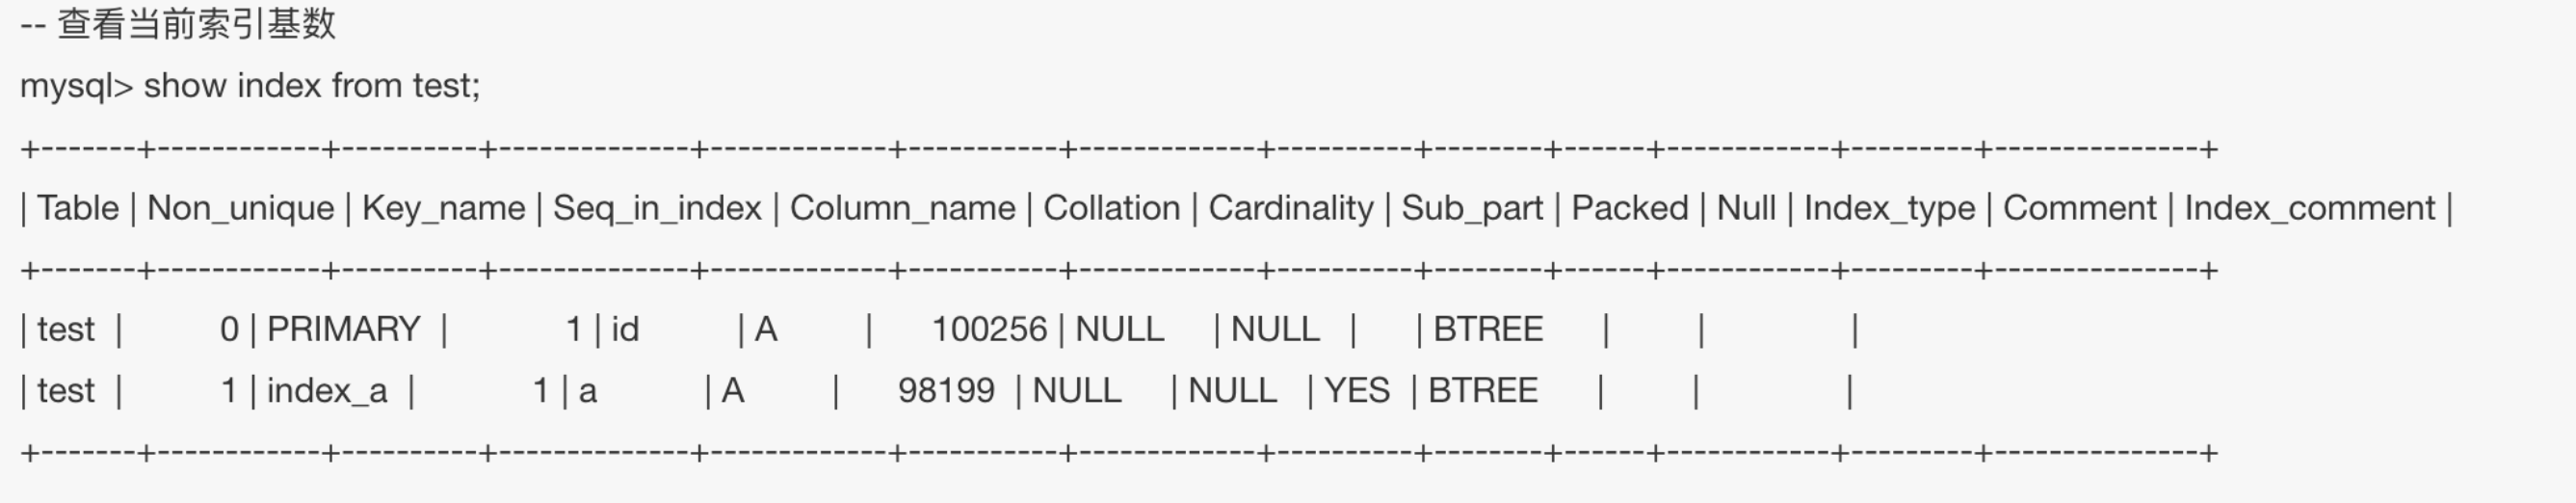 -- 查看当前索引基数
mysql> show index from test;
+-------+------------+----------+--------------+-------------+-----------+-------------+----------+--------+------+------------+---------+---------------+
| Table | Non_unique | Key_name | Seq_in_index | Column_name | Collation | Cardinality | Sub_part | Packed | Null | Index_type | Comment | Index_comment |
+-------+------------+----------+--------------+-------------+-----------+-------------+----------+--------+------+------------+---------+---------------+
| test  |          0 | PRIMARY  |            1 | id          | A         |      100256 | NULL     | NULL   |      | BTREE      |         |               |
| test  |          1 | index_a  |            1 | a           | A         |      98199  | NULL     | NULL   | YES  | BTREE      |         |               |
+-------+------------+----------+--------------+-------------+-----------+-------------+----------+--------+------+------------+---------+---------------+